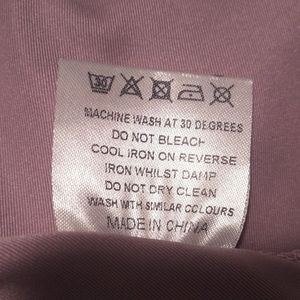 30
MACHINE WASH AT 30 DEGREES
DO NOT BLEACH
COOL IRON ON REVERSE
IRON WHILST DAMP
DO NOT DRY CLEAN
WASH WITH SIMILAR COLOURS
MADE IN CHINA